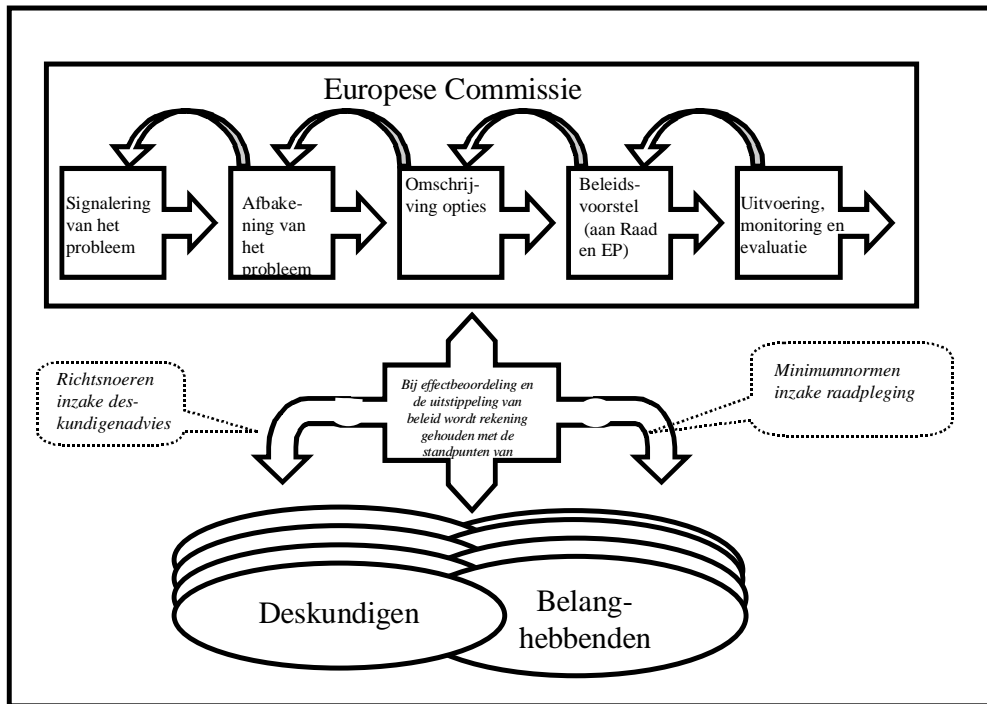 Europese Commissie
Signalering
van het
probleem
Afbake-
ning van
het
probleem
Omschrij-
ving opties
Beleids-
voorstel
(aan Raad
en EP)
Uitvoering,
monitoring en
evaluatie
Richtsnoeren
inzake des-
kundigenadvies
Bij effectbeoordeling en
de uitstippeling van
beleid wordt rekening
gehouden met de
standpunten van
Minimumnormen
inzake raadpleging
Deskundigen
Belang-
hebbenden